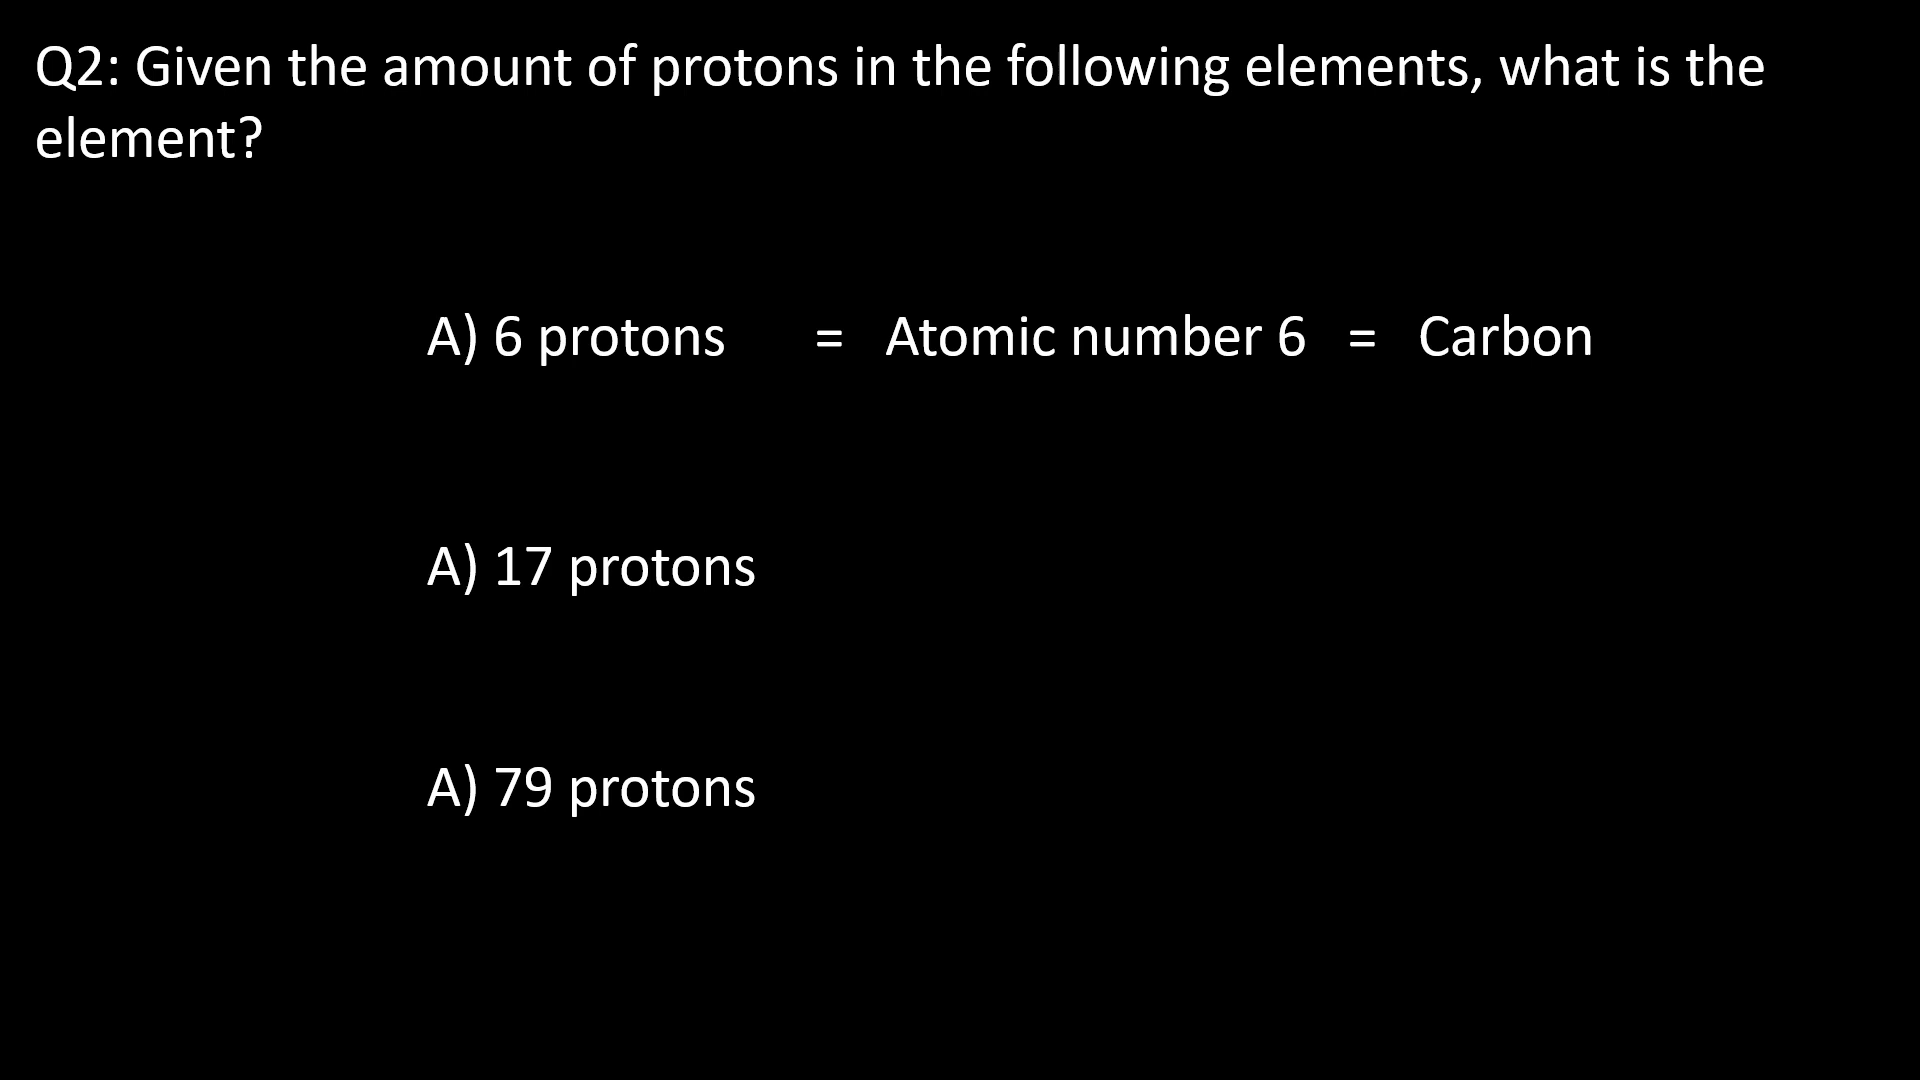 Q2: Given the amount of protons in the following elements, what is the
element?
A) 6 protons = Atomic number 6 = Carbon
A) 17 protons
A) 79 protons